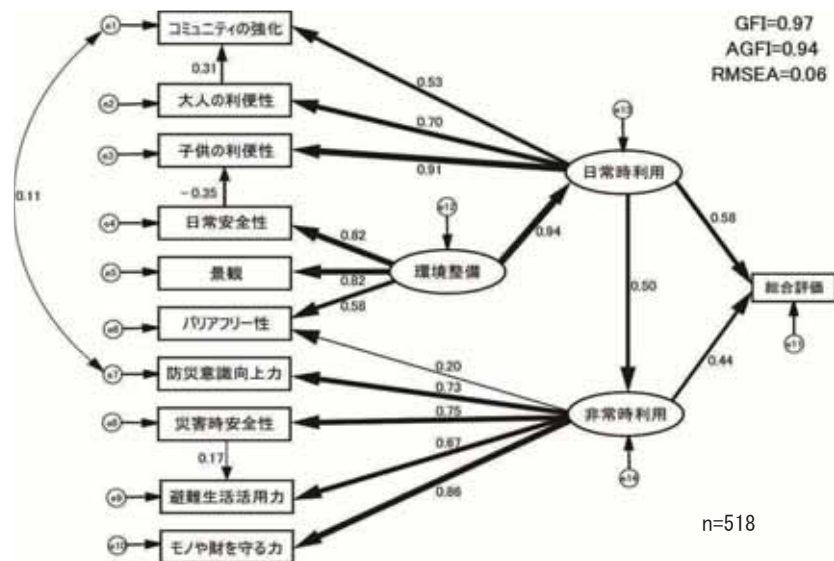 GFI=0.97
AGFI=0.94
RMSEA=0.06
e1
コミュニティの強化
0.31
0.53
e2
大人の利便性
0.70
e13
e3
子供の利便性
0.91
日常時利用
0.11
-0.35
e4
日常安全性
0.82
e12
0.94
0.58
e5
景観
0.82
環境整備
0.58
0.50
総合評価
e6
バリアフリー性
e11
0.20
0.44
e7
防災意識向上力
0.73
e8
災害時安全性
0.75
非常時利用
0.17
0.67
e9
避難生活活用力
0.86
e14
e10
モノや財を守る力
n=518